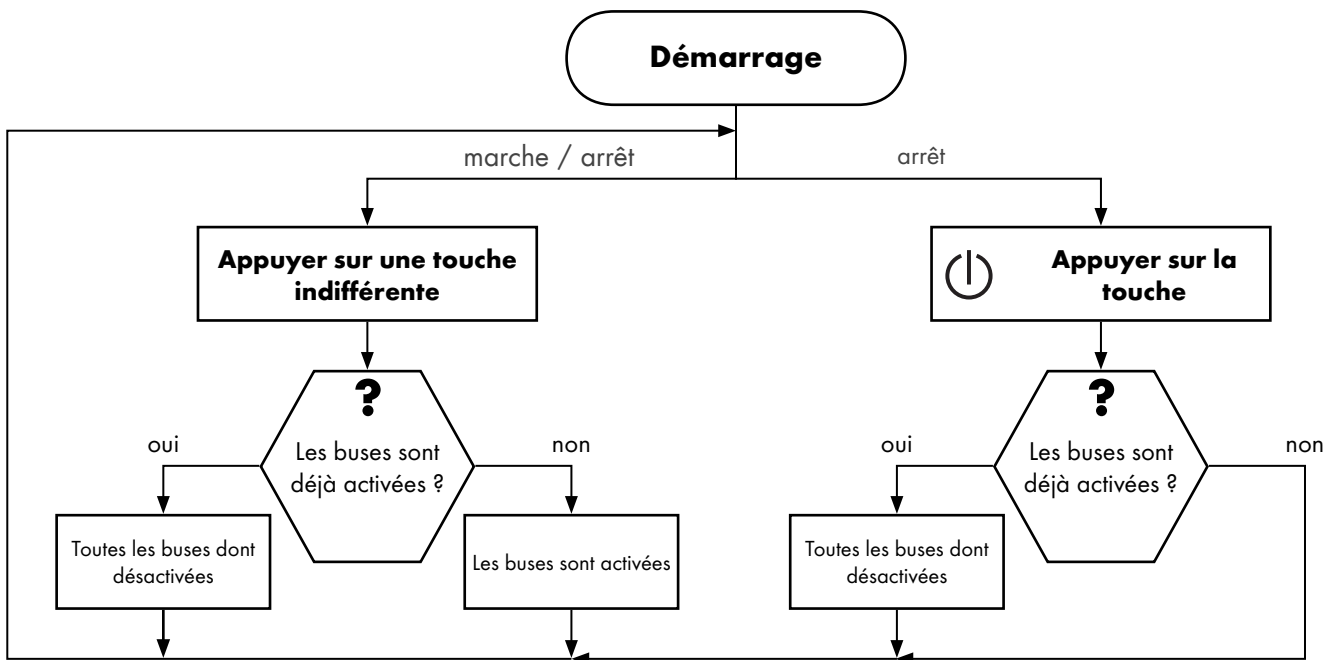 Démarrage
marche / arrêt
arrêt
Appuyer sur une touche
indifférente
Appuyer sur la
touche
?
Les buses sont
déjà activées ?
oui
non
Toutes les buses dont
désactivées
Les buses sont activées
?
Les buses sont
déjà activées ?
oui
non
Toutes les buses dont
désactivées